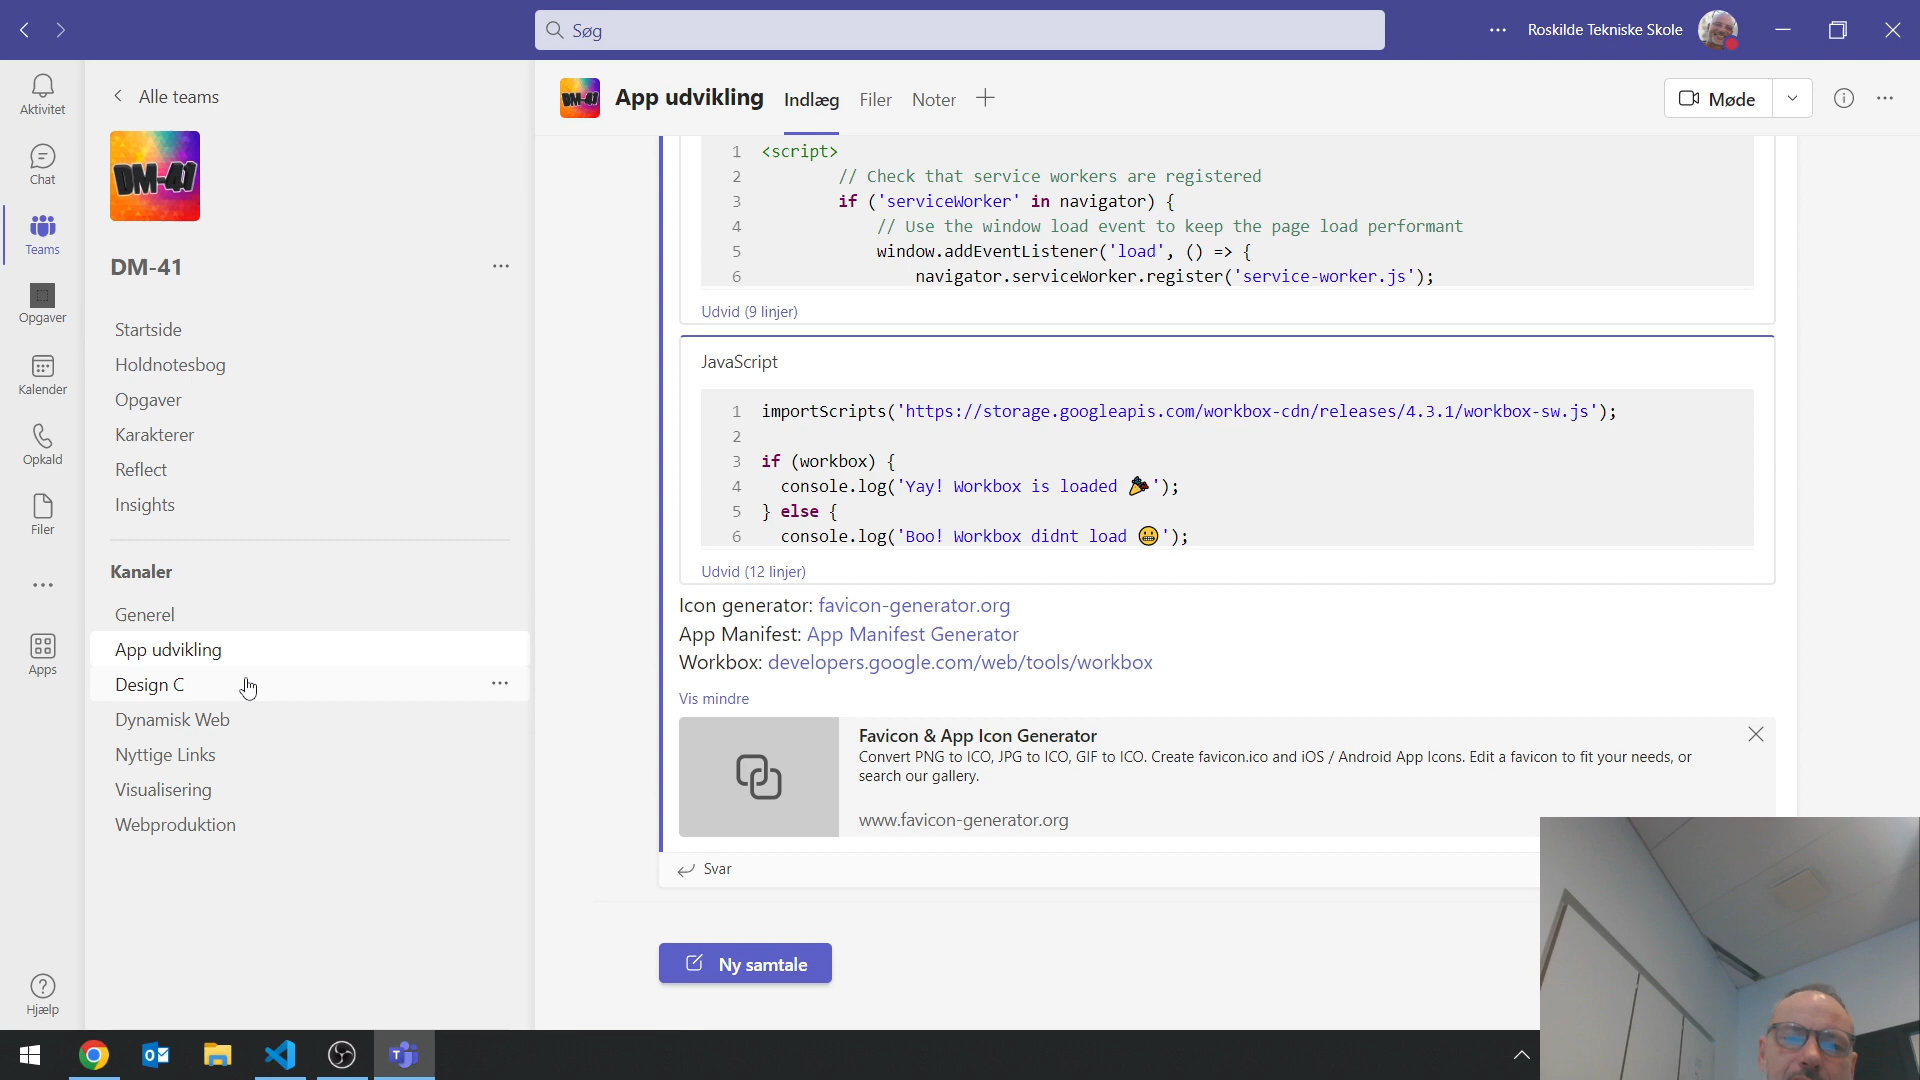 Søg
Roskilde Tekniske Skole
Aktivitet
Chat
Teams
Opgaver
Kalender
Opkald
Filer
Apps
Hjælp
Alle teams
DM-41
DM-41
Startside
Holdnotesbog
Opgaver
Karakterer
Reflect
Insights
Kanaler
Generel
App udvikling
Design C
Dynamisk Web
Nyttige Links
Visualisering
Webproduktion
DM-41
App udvikling Indlæg Filer Noter
Møde
1 <script>
2 // Check that service workers are registered
3 if ('serviceWorker' in navigator) {
4 // Use the window load event to keep the page load performant
5 window.addEventListener('load', () => {
6 navigator.serviceWorker.register('service-worker.js');
Udvid (9 linjer)
JavaScript
1 importScripts('https://storage.googleapis.com/workbox-cdn/releases/4.3.1/workbox-sw.js');
2
3 if (workbox) {
4 console.log('Yay! Workbox is loaded 🎉');
5 } else {
6 console.log('Boo! Workbox didnt load 😬');
Udvid (12 linjer)
Icon generator: favicon-generator.org
App Manifest: App Manifest Generator
Workbox: developers.google.com/web/tools/workbox
Vis mindre
Favicon & App Icon Generator
Convert PNG to ICO, JPG to ICO, GIF to ICO. Create favicon.ico and iOS / Android App Icons. Edit a favicon to fit your needs, or
search our gallery.
www.favicon-generator.org
Svar
Ny samtale